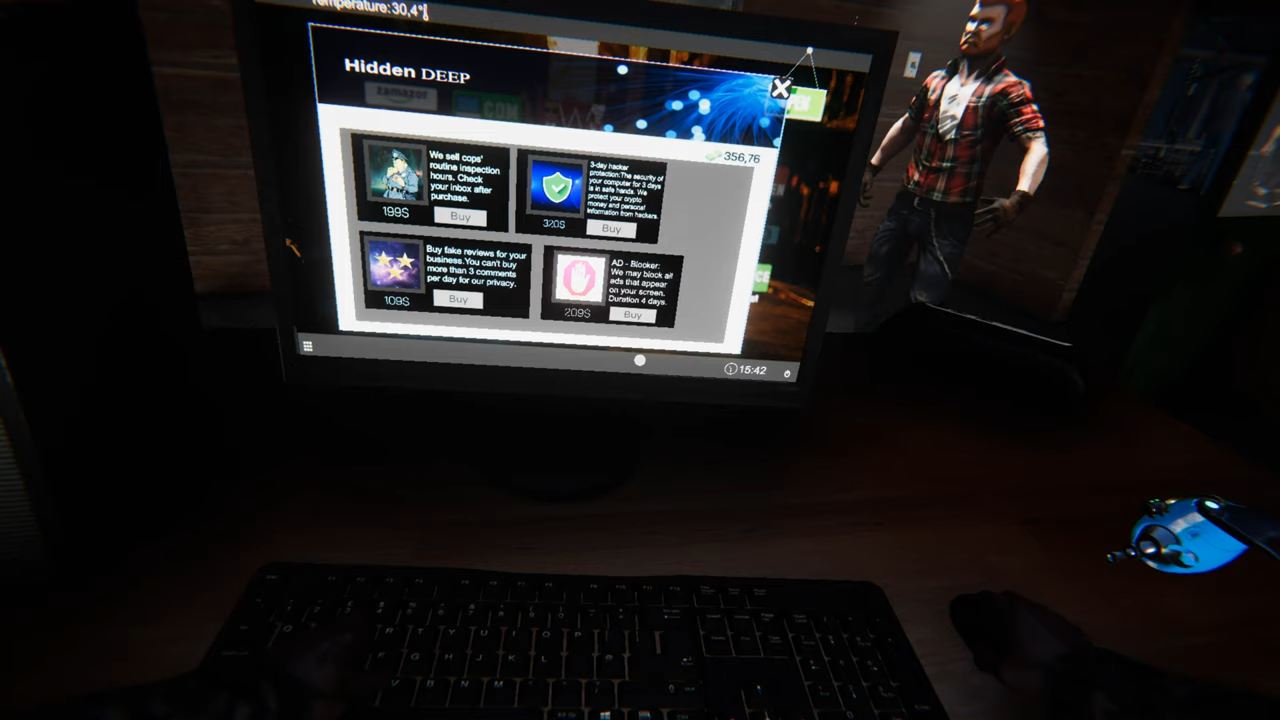 Temperature: 30,4°
Hidden DEEP
zamazor
.COM
356,76
We sell cops'
routine inspection
hours. Check
your inbox after
purchase.
199$
Buy
3-day hacker
protection:The security of
your computer for 3 days
is in safe hands. We
protect your crypto
money and personal
information from hackers.
320$
Buy
Buy fake reviews for your
business.You can't buy
more than 3 comments
per day for our privacy.
109$
Buy
AD - Blocker:
We may block all
ads that appear
on your screen.
Duration 4 days.
209$
Buy
15:42